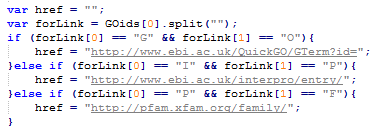 var href = "";
var forLink = GOids[0].split("");
if (forLink[0] == "G" && forLink[1] == "O"){
    href = "http://www.ebi.ac.uk/QuickGO/GTerm?id=";
}else if (forLink[0] == "I" && forLink[1] == "P"){
    href = "http://www.ebi.ac.uk/interpro/entry/";
}else if (forLink[0] == "P" && forLink[1] == "F"){
    href = "http://pfam.xfam.org/family/";
}